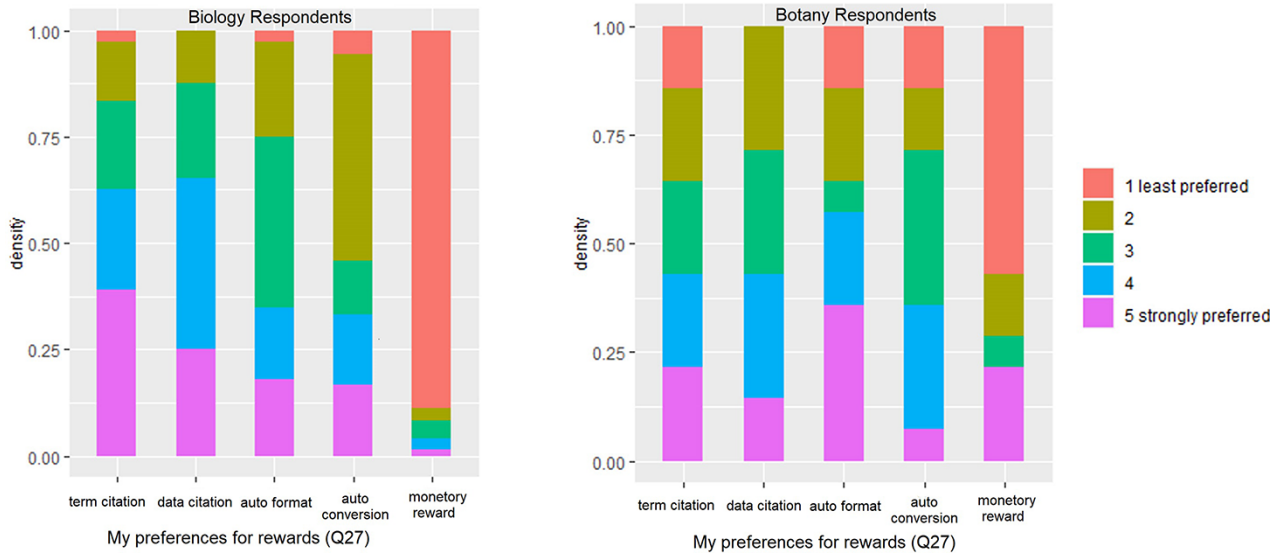 Biology Respondents
1.00
0.75
0.50
0.25
0.00
density
term citation
data citation
auto format
auto
conversion
monetory
reward
My preferences for rewards (Q27)
Botany Respondents
1.00
0.75
0.50
0.25
0.00
density
term citation
data citation
auto format
auto
conversion
monetory
reward
My preferences for rewards (Q27)
1 least preferred
2
3
4
5 strongly preferred